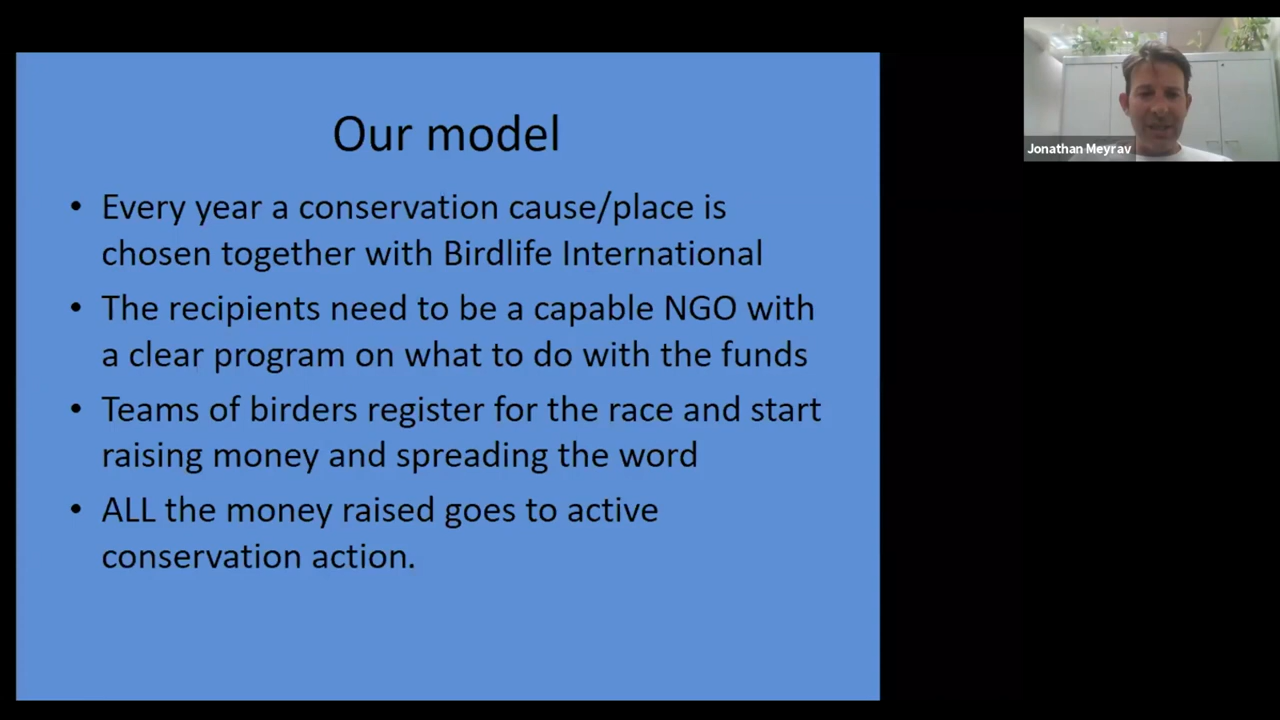 Our model
• Every year a conservation cause/place is
chosen together with Birdlife International
• The recipients need to be a capable NGO with
a clear program on what to do with the funds
• Teams of birders register for the race and start
raising money and spreading the word
• ALL the money raised goes to active
conservation action.
Jonathan Meyrav